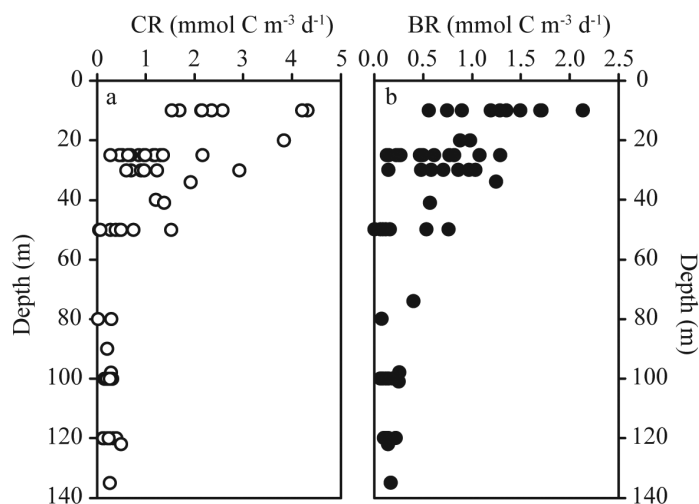 CR (mmol C m-3 d-1) BR (mmol C m-3 d-1)
0 1 2 3 4 5 0.0 0.5 1.0 1.5 2.0 2.5
0 a b 0
20 20
40 40
60 60
80 80
100 100
120 120
140 140
Depth (m)
Depth (m)